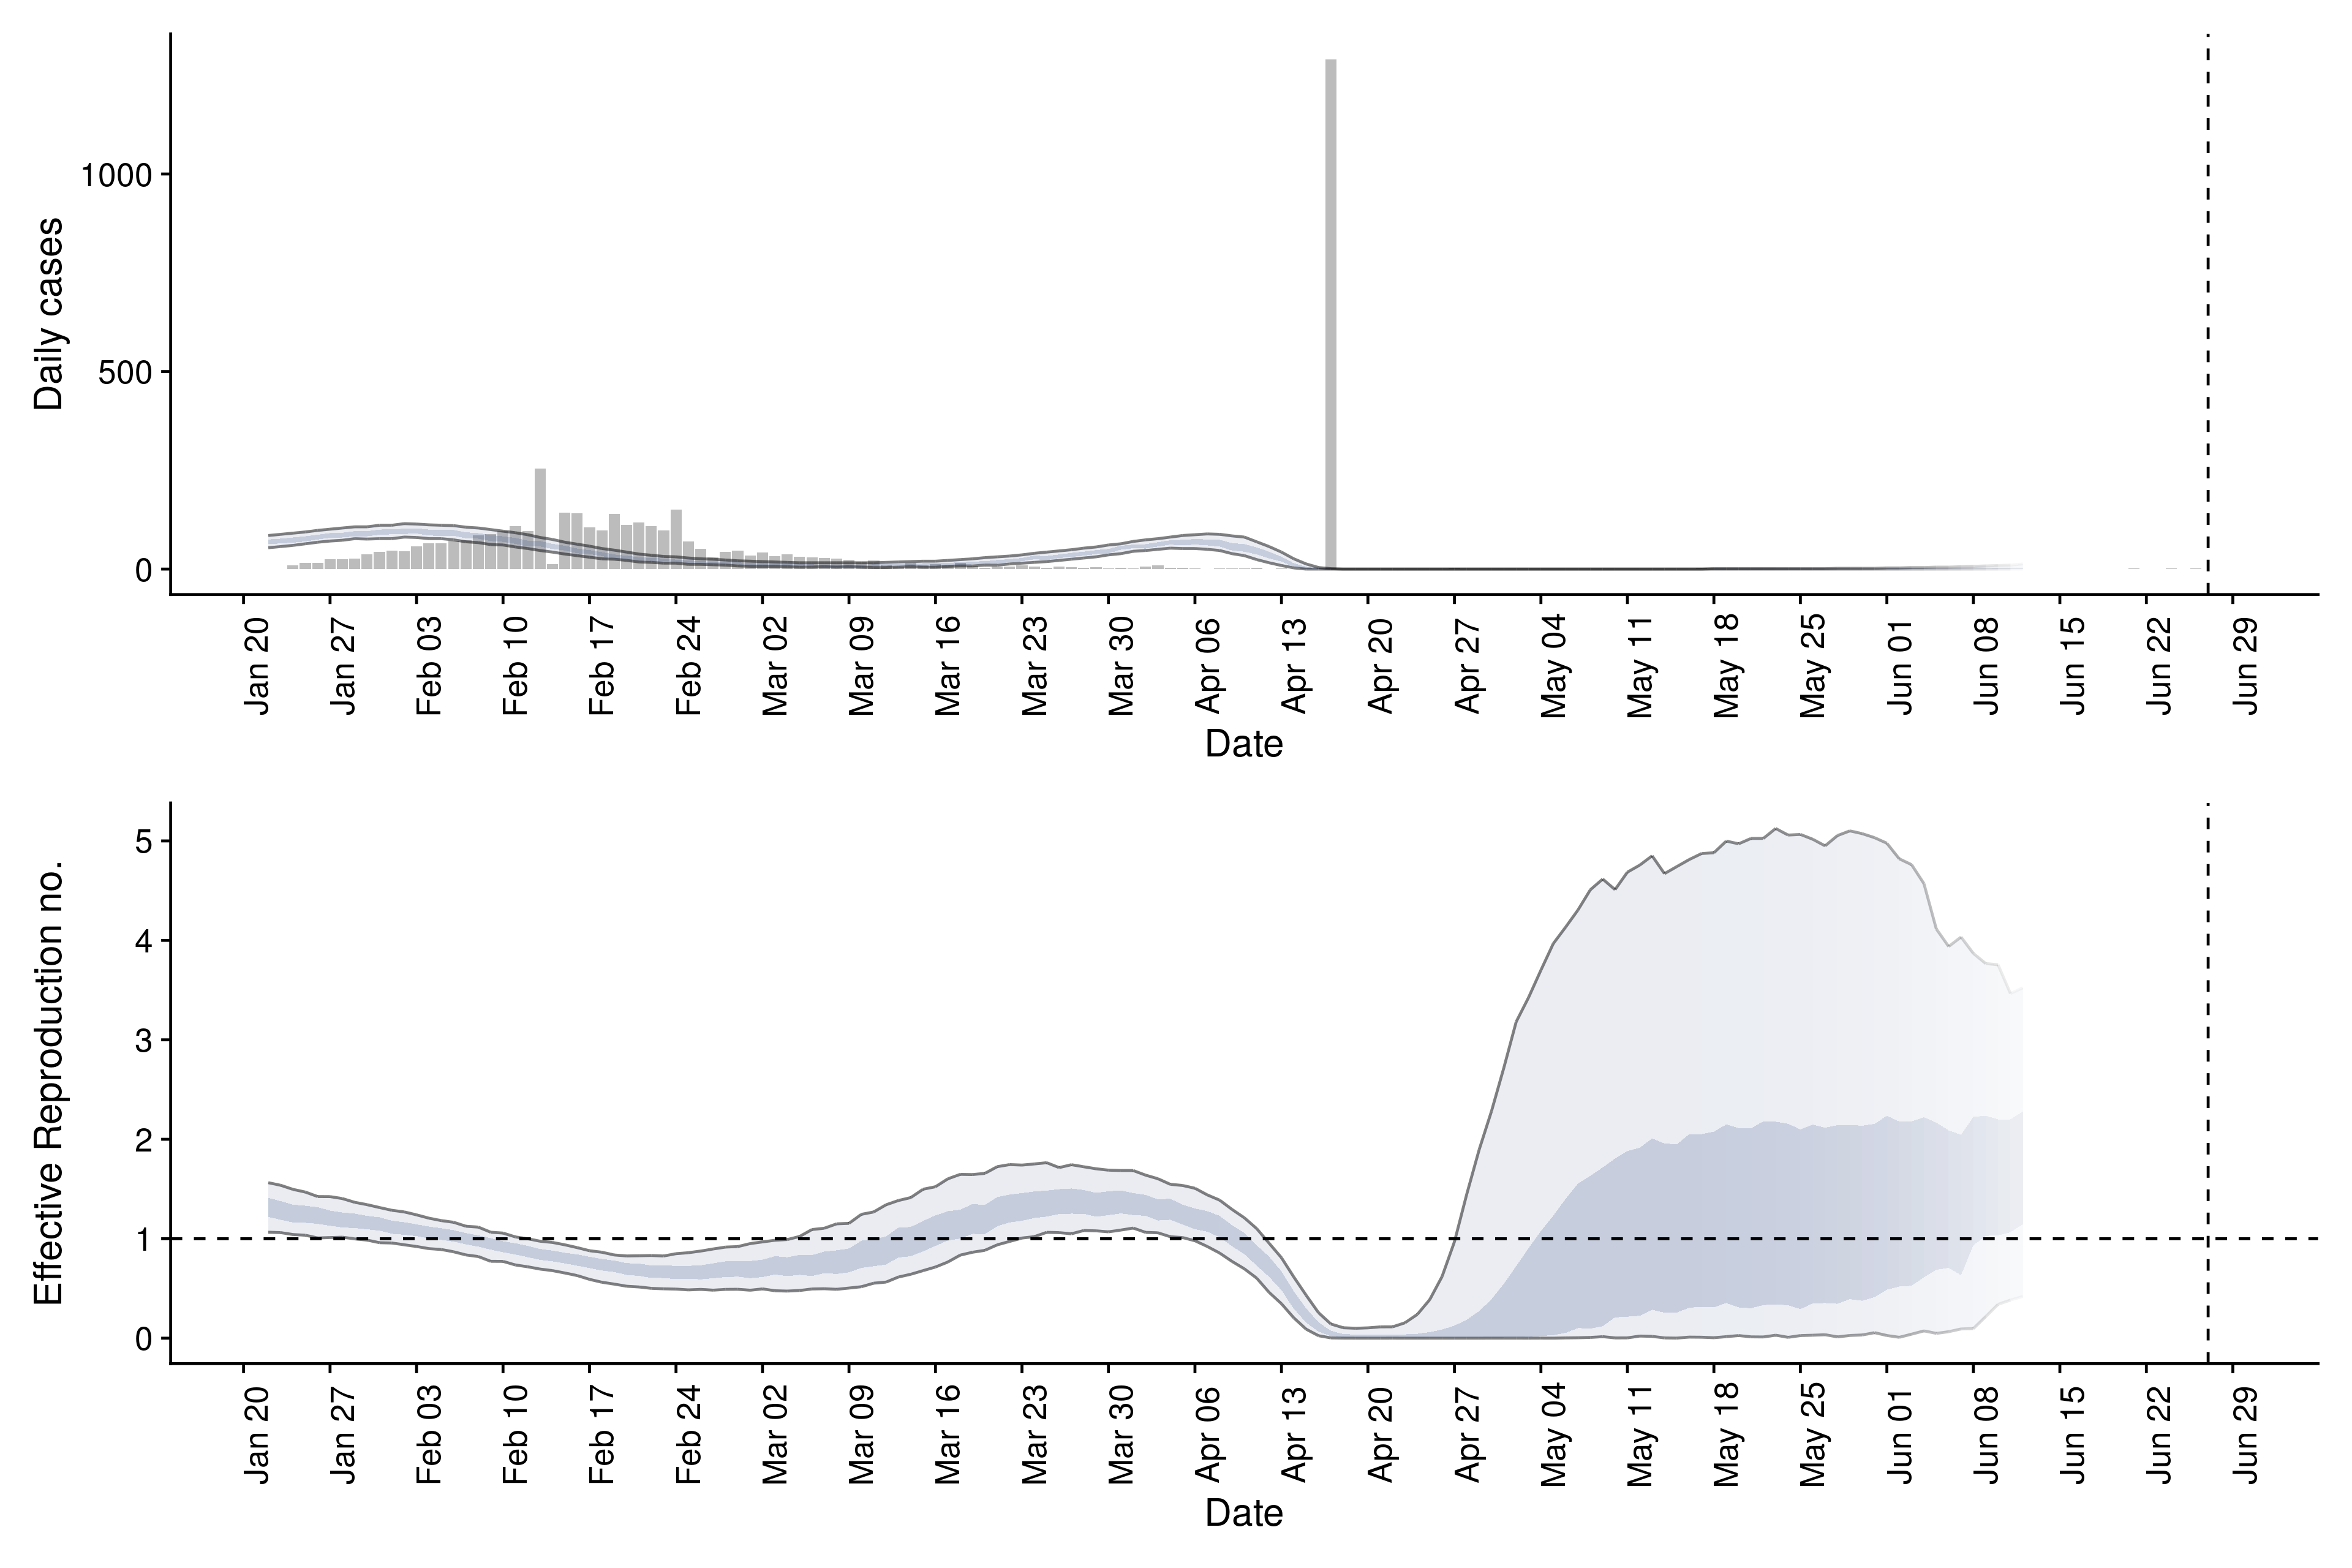 Daily cases
1000
500
0
Jan 20 Jan 27 Feb 03 Feb 10 Feb 17 Feb 24 Mar 02 Mar 09 Mar 16 Mar 23 Mar 30 Apr 06 Apr 13 Apr 20 Apr 27 May 04 May 11 May 18 May 25 Jun 01 Jun 08 Jun 15 Jun 22 Jun 29
Date
Effective Reproduction no.
5
4
3
2
1
0
Jan 20 Jan 27 Feb 03 Feb 10 Feb 17 Feb 24 Mar 02 Mar 09 Mar 16 Mar 23 Mar 30 Apr 06 Apr 13 Apr 20 Apr 27 May 04 May 11 May 18 May 25 Jun 01 Jun 08 Jun 15 Jun 22 Jun 29
Date